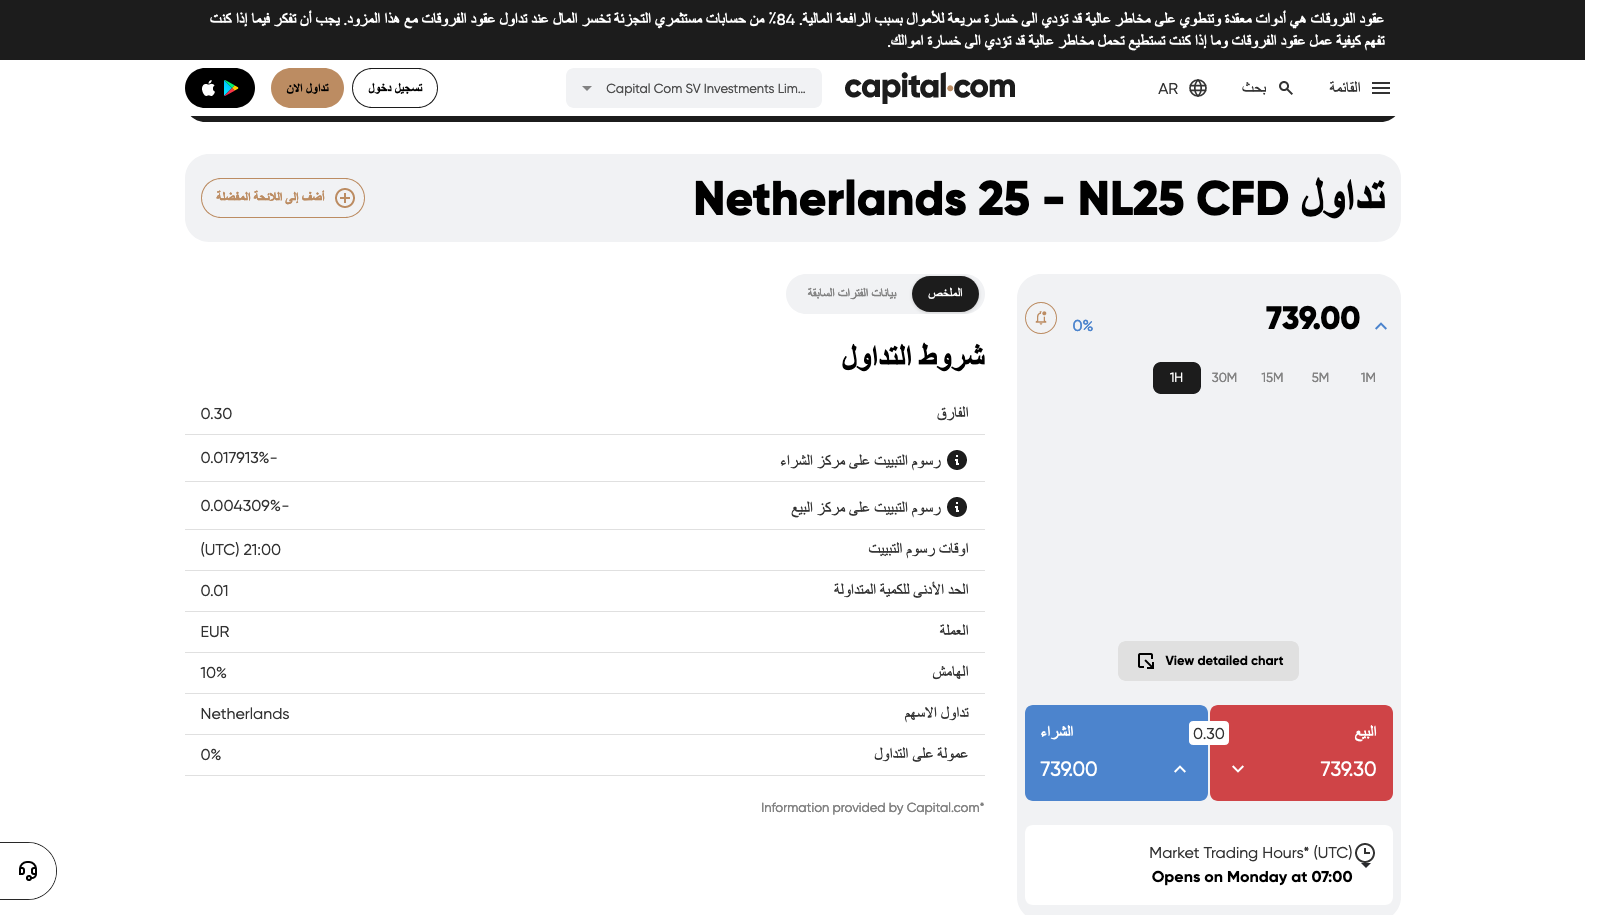 عقود الفروقات هي أدوات معقدة وتنطوي على مخاطر عالية قد تؤدي الى خسارة سريعة للأموال بسبب الرافعة المالية. 84٪ من حسابات مستثمري التجزئة تخسر المال عند تداول عقود الفروقات مع هذا المزود. يجب أن تفكر فيما إذا كنت
تفهم كيفية عمل عقود الفروقات وما إذا كنت تستطيع تحمل مخاطر عالية قد تؤدي الى خسارة اموالك.
القائمة
بحث
AR
capital.com
Capital Com SV Investments Lim...
تسجيل دخول
تداول الان
تداول Netherlands 25 - NL25 CFD
أضف إلى اللائحة المفضلة
739.00
0%
1M
5M
15M
30M
1H
View detailed chart
البيع
739.30
0.30
الشراء
739.00
Market Trading Hours* (UTC)
Opens on Monday at 07:00
الملخص
بيانات الفترات السابقة
شروط التداول
الفارق 0.30
رسوم التبييت على مركز الشراء 0.017913%-
رسوم التبييت على مركز البيع 0.004309%-
اوقات رسوم التبييت 21:00 (UTC)
الحد الأدنى للكمية المتداولة 0.01
العملة EUR
الهامش 10%
تداول الاسهم Netherlands
عمولة على التداول 0%
Information provided by Capital.com*